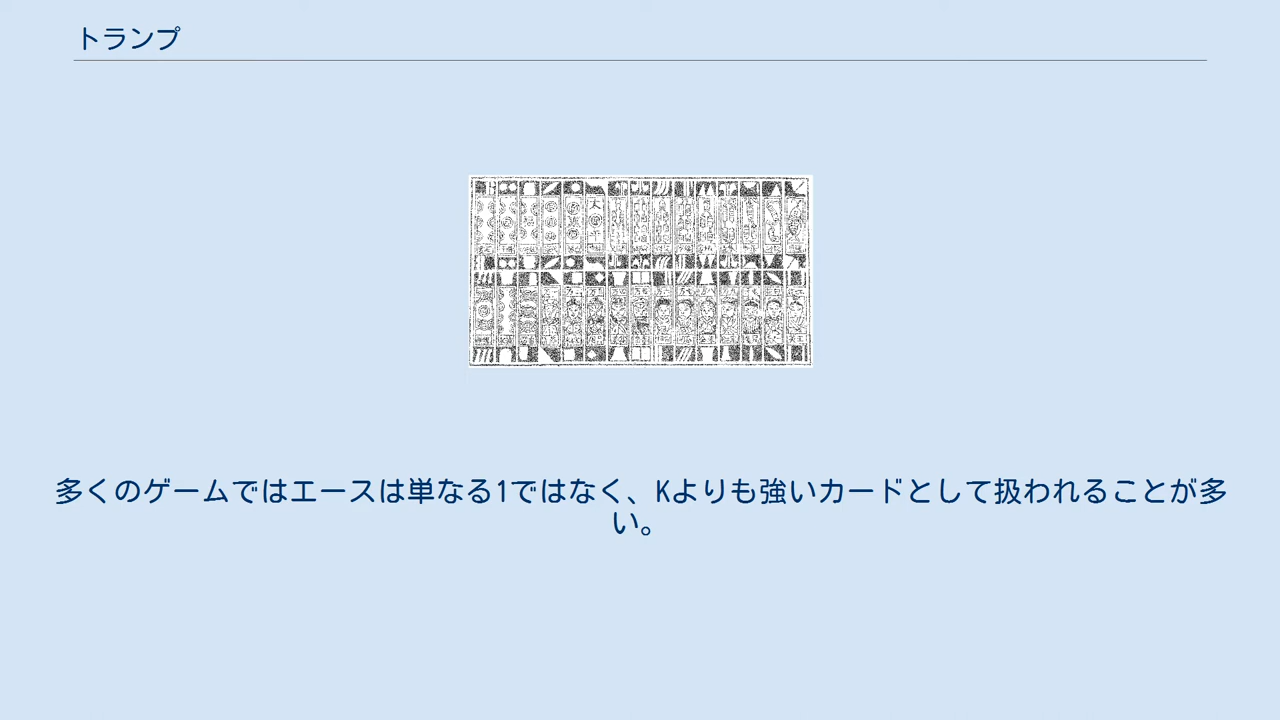 トランプ
多くのゲームではエースは単なる1ではなく、Kよりも強いカードとして扱われることが多
い。